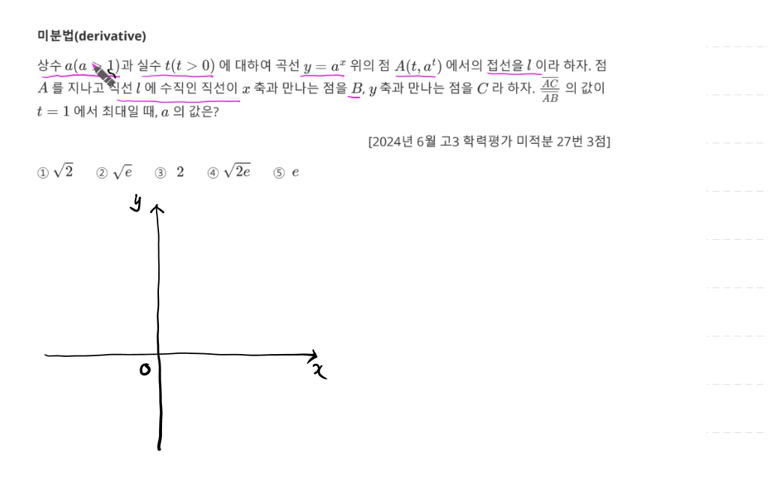 미분법(derivative)
상수 a(a > 1)과 실수 t(t > 0) 에 대하여 곡선 y = aˣ 위의 점 A(t, aᵗ) 에서의 접선을 l 이라 하자. 점
A 를 지나고 직선 l 에 수직인 직선이 x 축과 만나는 점을 B, y 축과 만나는 점을 C 라 하자. AC/AB 의 값이
t = 1 에서 최대일 때, a 의 값은?
[2024년 6월 고3 학력평가 미적분 27번 3점]
① √2 ② √e ③ 2 ④ √2e ⑤ e
y
O
x